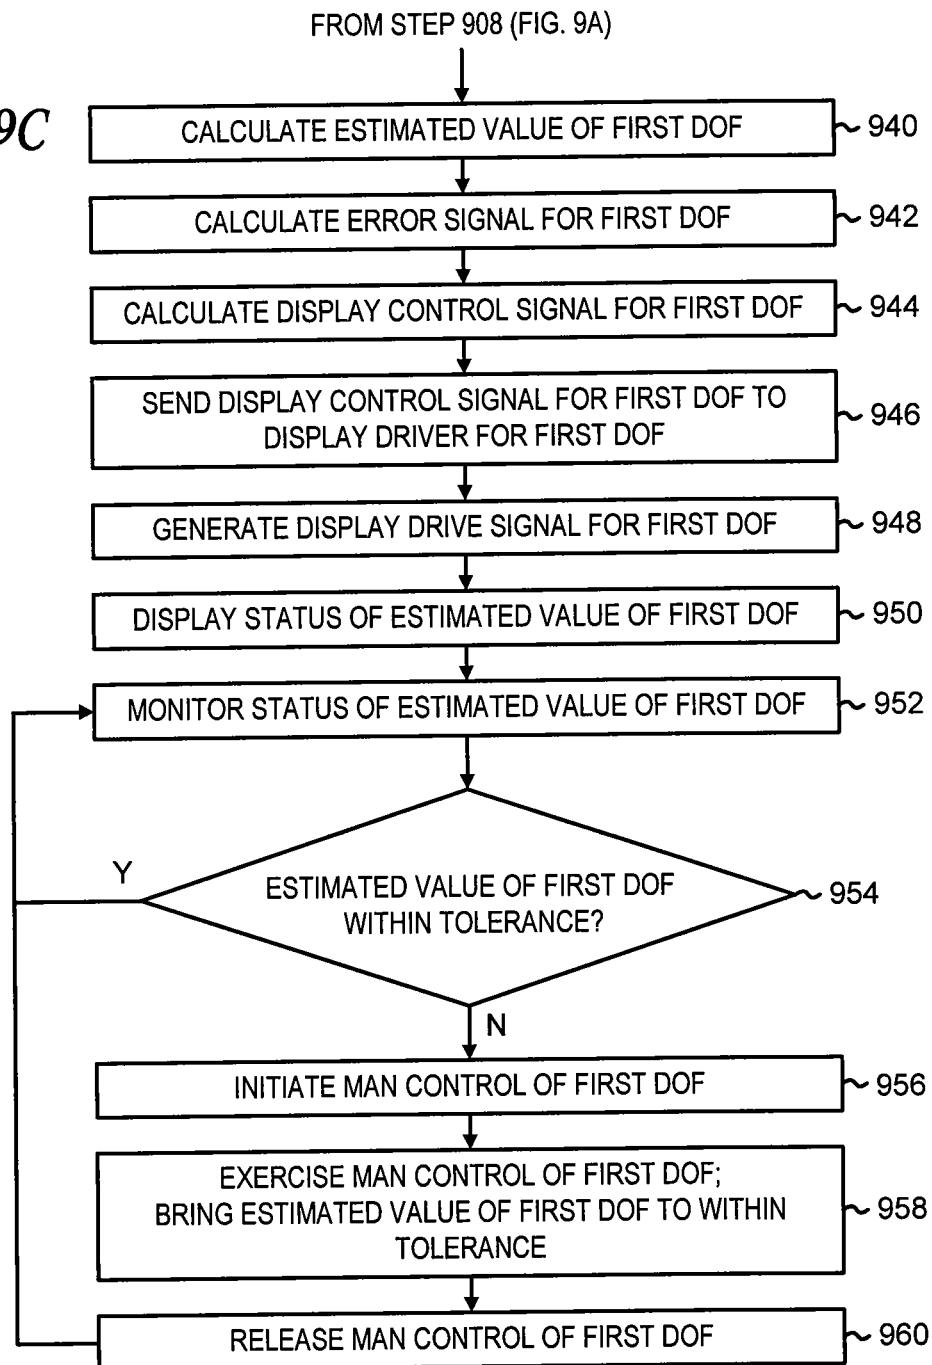 FROM STEP 908 (FIG. 9A)
9C
CALCULATE ESTIMATED VALUE OF FIRST DOF
940
CALCULATE ERROR SIGNAL FOR FIRST DOF
942
CALCULATE DISPLAY CONTROL SIGNAL FOR FIRST DOF
944
SEND DISPLAY CONTROL SIGNAL FOR FIRST DOF TO
DISPLAY DRIVER FOR FIRST DOF
946
GENERATE DISPLAY DRIVE SIGNAL FOR FIRST DOF
948
DISPLAY STATUS OF ESTIMATED VALUE OF FIRST DOF
950
MONITOR STATUS OF ESTIMATED VALUE OF FIRST DOF
952
Y
ESTIMATED VALUE OF FIRST DOF
WITHIN TOLERANCE?
954
N
INITIATE MAN CONTROL OF FIRST DOF
956
EXERCISE MAN CONTROL OF FIRST DOF;
BRING ESTIMATED VALUE OF FIRST DOF TO WITHIN
TOLERANCE
958
RELEASE MAN CONTROL OF FIRST DOF
960